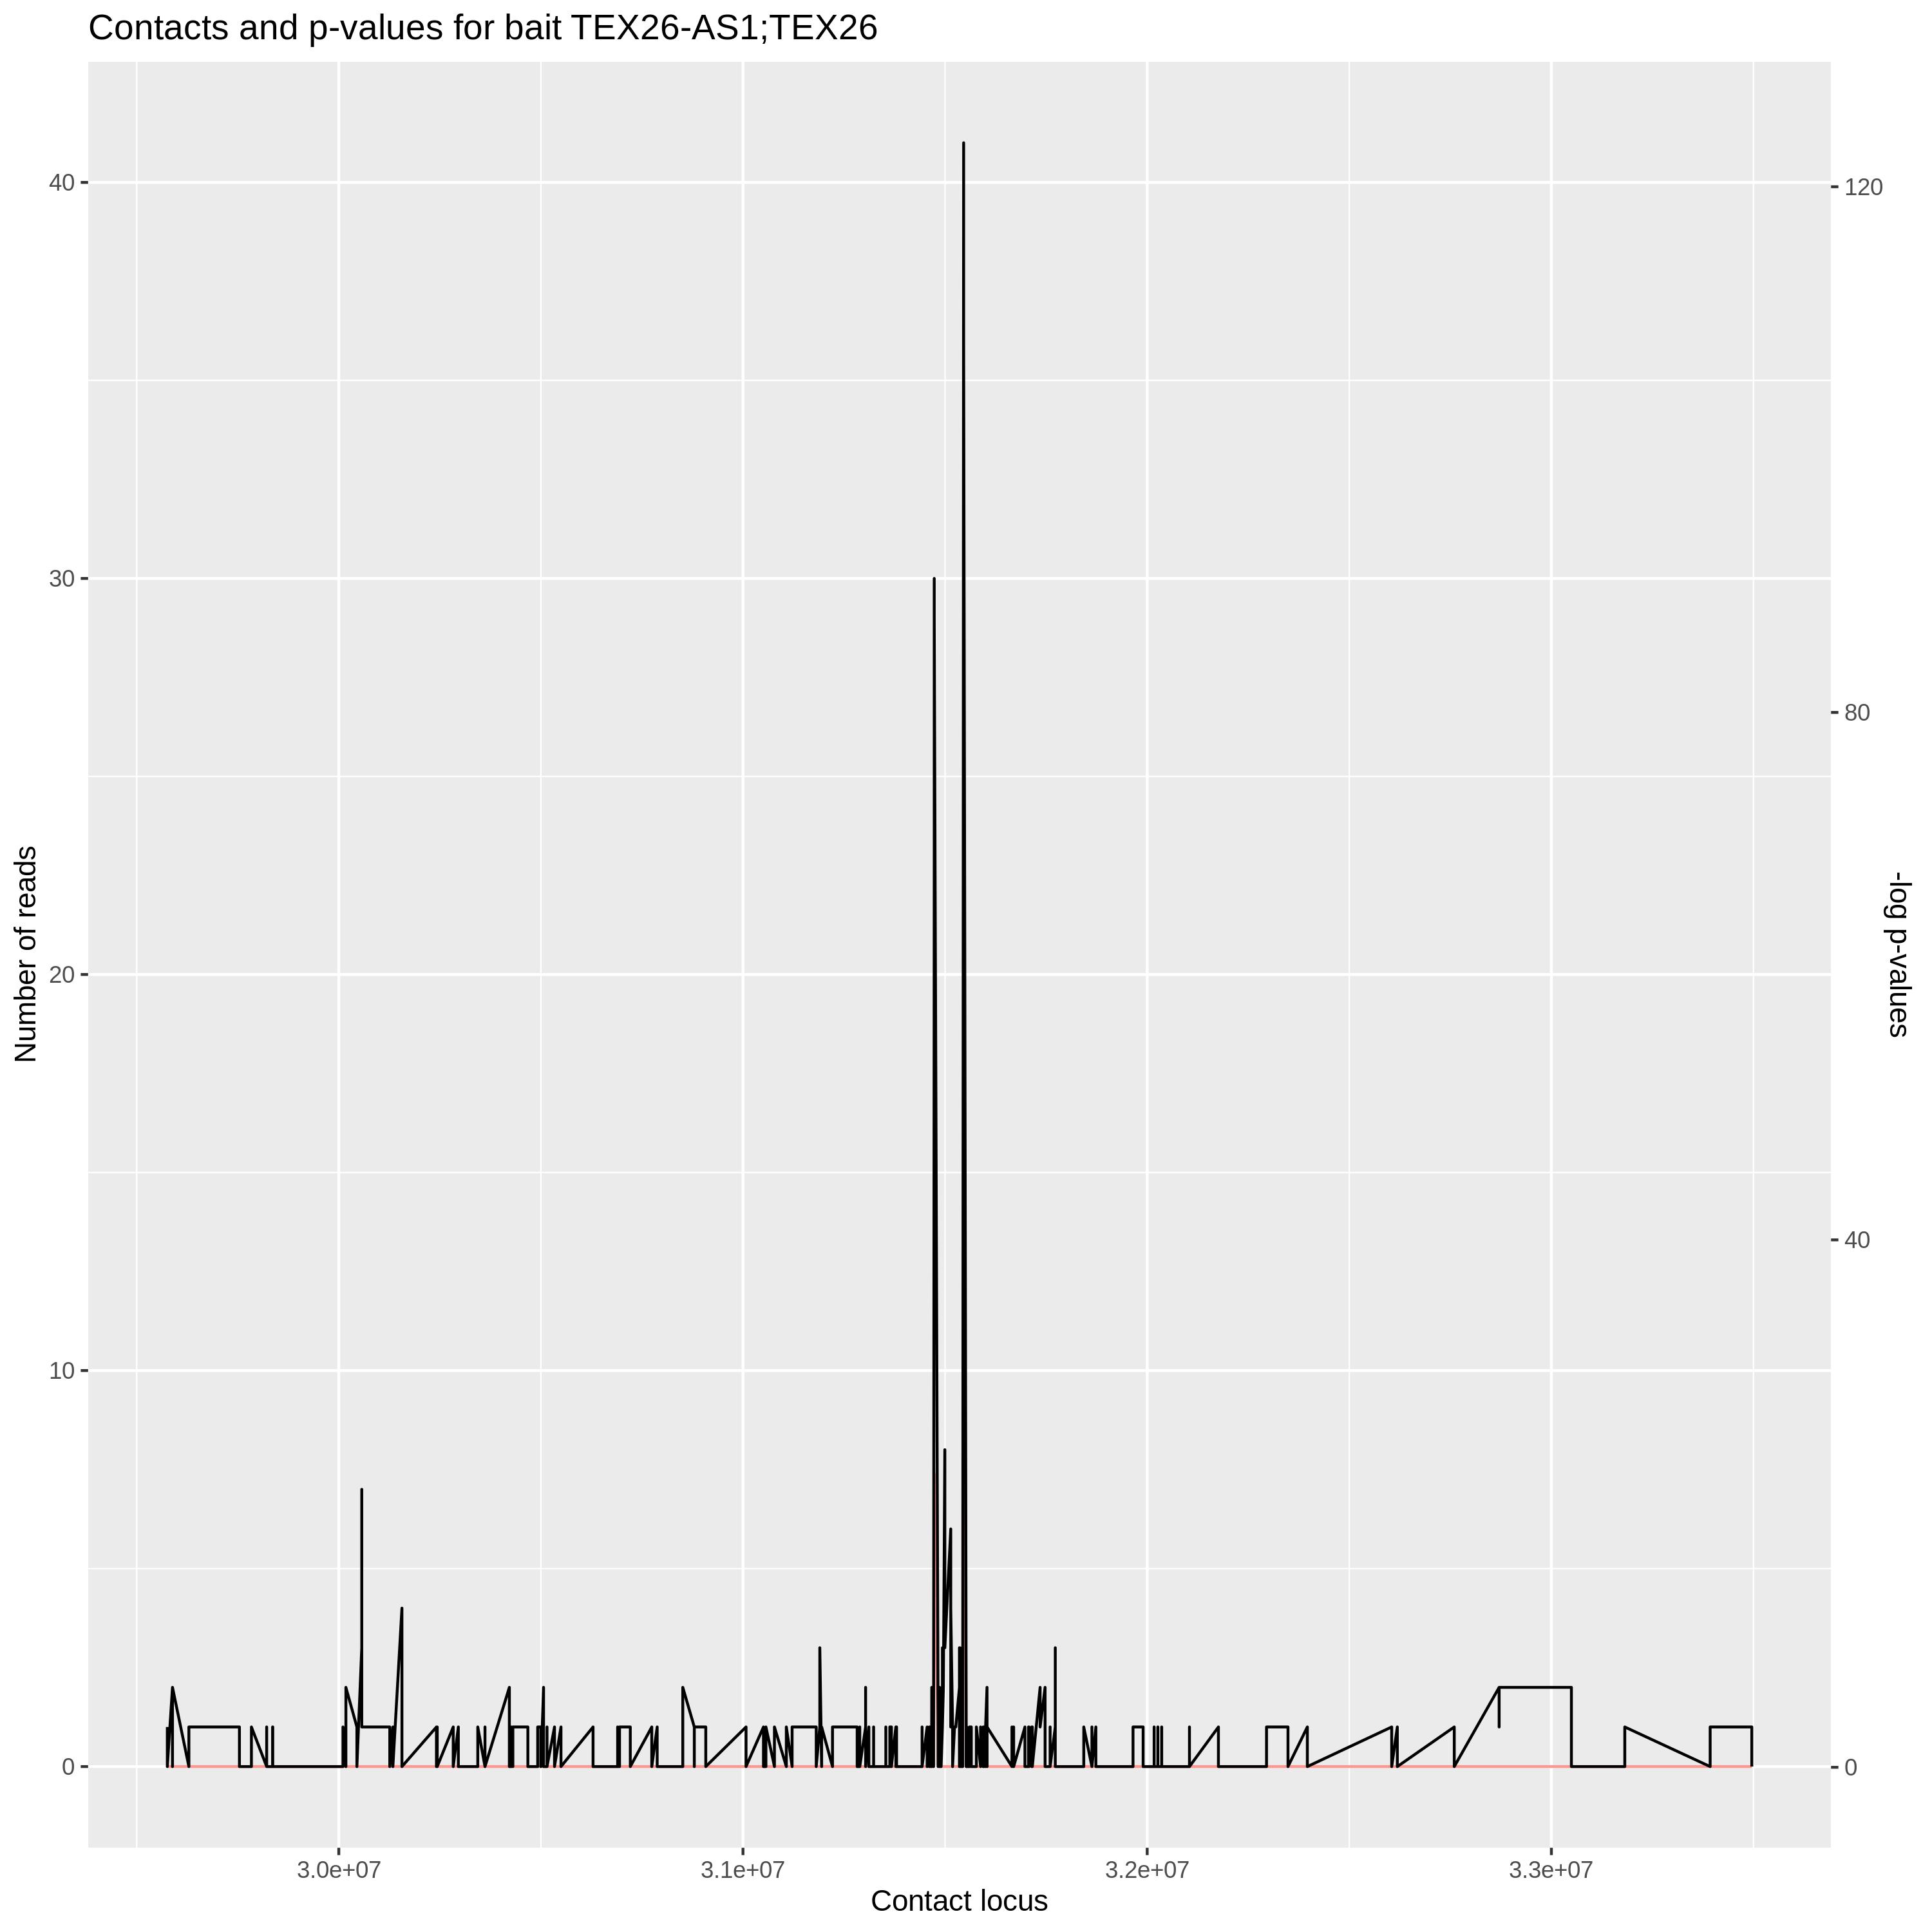 Contacts and p-values for bait TEX26-AS1;TEX26
40
30
20
10
0
120
80
40
0
Number of reads
-log p-values
3.0e+07
3.1e+07
3.2e+07
3.3e+07
Contact locus